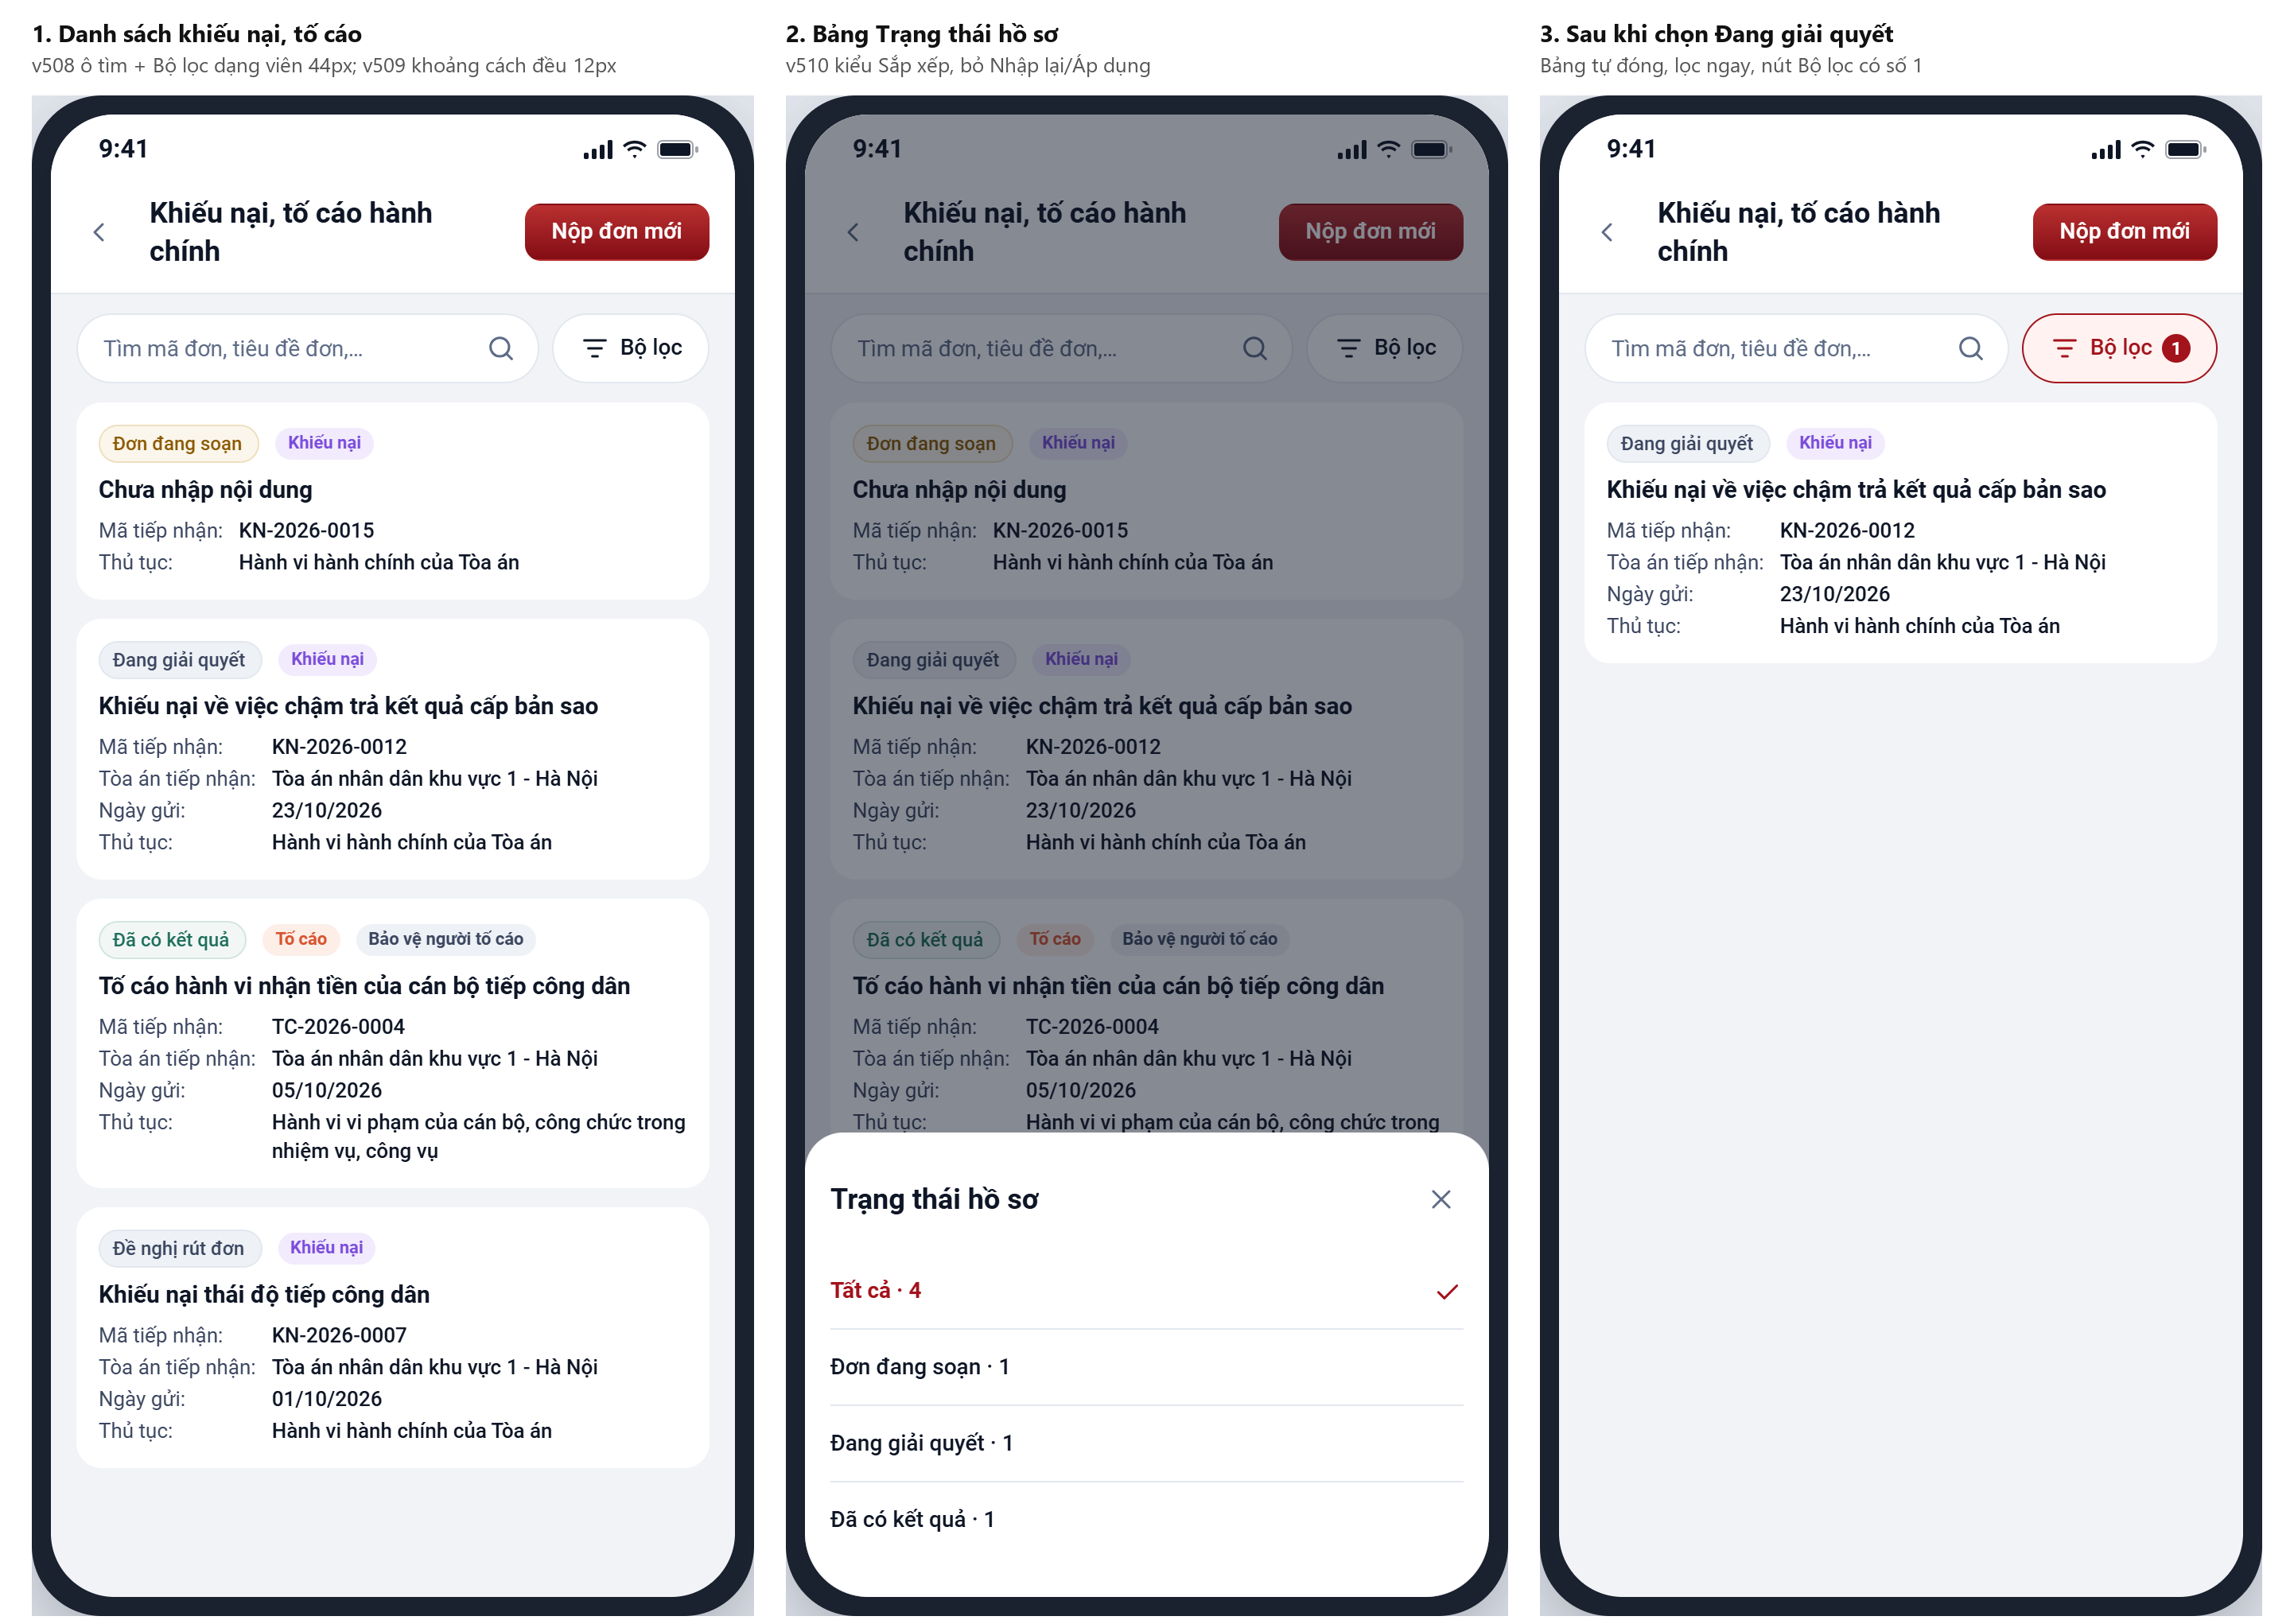 1. Danh sách khiếu nại, tố cáo
v508 ô tìm + Bộ lọc dạng viên 44px; v509 khoảng cách đều 12px
9:41
Khiếu nại, tố cáo hành
chính
Nộp đơn mới
Tìm mã đơn, tiêu đề đơn,...
Bộ lọc
Đơn đang soạn Khiếu nại
Chưa nhập nội dung
Mã tiếp nhận: KN-2026-0015
Thủ tục: Hành vi hành chính của Tòa án
Đang giải quyết Khiếu nại
Khiếu nại về việc chậm trả kết quả cấp bản sao
Mã tiếp nhận: KN-2026-0012
Tòa án tiếp nhận: Tòa án nhân dân khu vực 1 - Hà Nội
Ngày gửi: 23/10/2026
Thủ tục: Hành vi hành chính của Tòa án
Đã có kết quả Tố cáo Bảo vệ người tố cáo
Tố cáo hành vi nhận tiền của cán bộ tiếp công dân
Mã tiếp nhận: TC-2026-0004
Tòa án tiếp nhận: Tòa án nhân dân khu vực 1 - Hà Nội
Ngày gửi: 05/10/2026
Thủ tục: Hành vi vi phạm của cán bộ, công chức trong
nhiệm vụ, công vụ
Đề nghị rút đơn Khiếu nại
Khiếu nại thái độ tiếp công dân
Mã tiếp nhận: KN-2026-0007
Tòa án tiếp nhận: Tòa án nhân dân khu vực 1 - Hà Nội
Ngày gửi: 01/10/2026
Thủ tục: Hành vi hành chính của Tòa án
2. Bảng Trạng thái hồ sơ
v510 kiểu Sắp xếp, bỏ Nhập lại/Áp dụng
9:41
Khiếu nại, tố cáo hành
chính
Nộp đơn mới
Tìm mã đơn, tiêu đề đơn,...
Bộ lọc
Đơn đang soạn Khiếu nại
Chưa nhập nội dung
Mã tiếp nhận: KN-2026-0015
Thủ tục: Hành vi hành chính của Tòa án
Đang giải quyết Khiếu nại
Khiếu nại về việc chậm trả kết quả cấp bản sao
Mã tiếp nhận: KN-2026-0012
Tòa án tiếp nhận: Tòa án nhân dân khu vực 1 - Hà Nội
Ngày gửi: 23/10/2026
Thủ tục: Hành vi hành chính của Tòa án
Đã có kết quả Tố cáo Bảo vệ người tố cáo
Tố cáo hành vi nhận tiền của cán bộ tiếp công dân
Mã tiếp nhận: TC-2026-0004
Tòa án tiếp nhận: Tòa án nhân dân khu vực 1 - Hà Nội
Ngày gửi: 05/10/2026
Thủ tục: Hành vi vi phạm của cán bộ, công chức trong
Trạng thái hồ sơ
Tất cả · 4
Đơn đang soạn · 1
Đang giải quyết · 1
Đã có kết quả · 1
3. Sau khi chọn Đang giải quyết
Bảng tự đóng, lọc ngay, nút Bộ lọc có số 1
9:41
Khiếu nại, tố cáo hành
chính
Nộp đơn mới
Tìm mã đơn, tiêu đề đơn,...
Bộ lọc 1
Đang giải quyết Khiếu nại
Khiếu nại về việc chậm trả kết quả cấp bản sao
Mã tiếp nhận: KN-2026-0012
Tòa án tiếp nhận: Tòa án nhân dân khu vực 1 - Hà Nội
Ngày gửi: 23/10/2026
Thủ tục: Hành vi hành chính của Tòa án